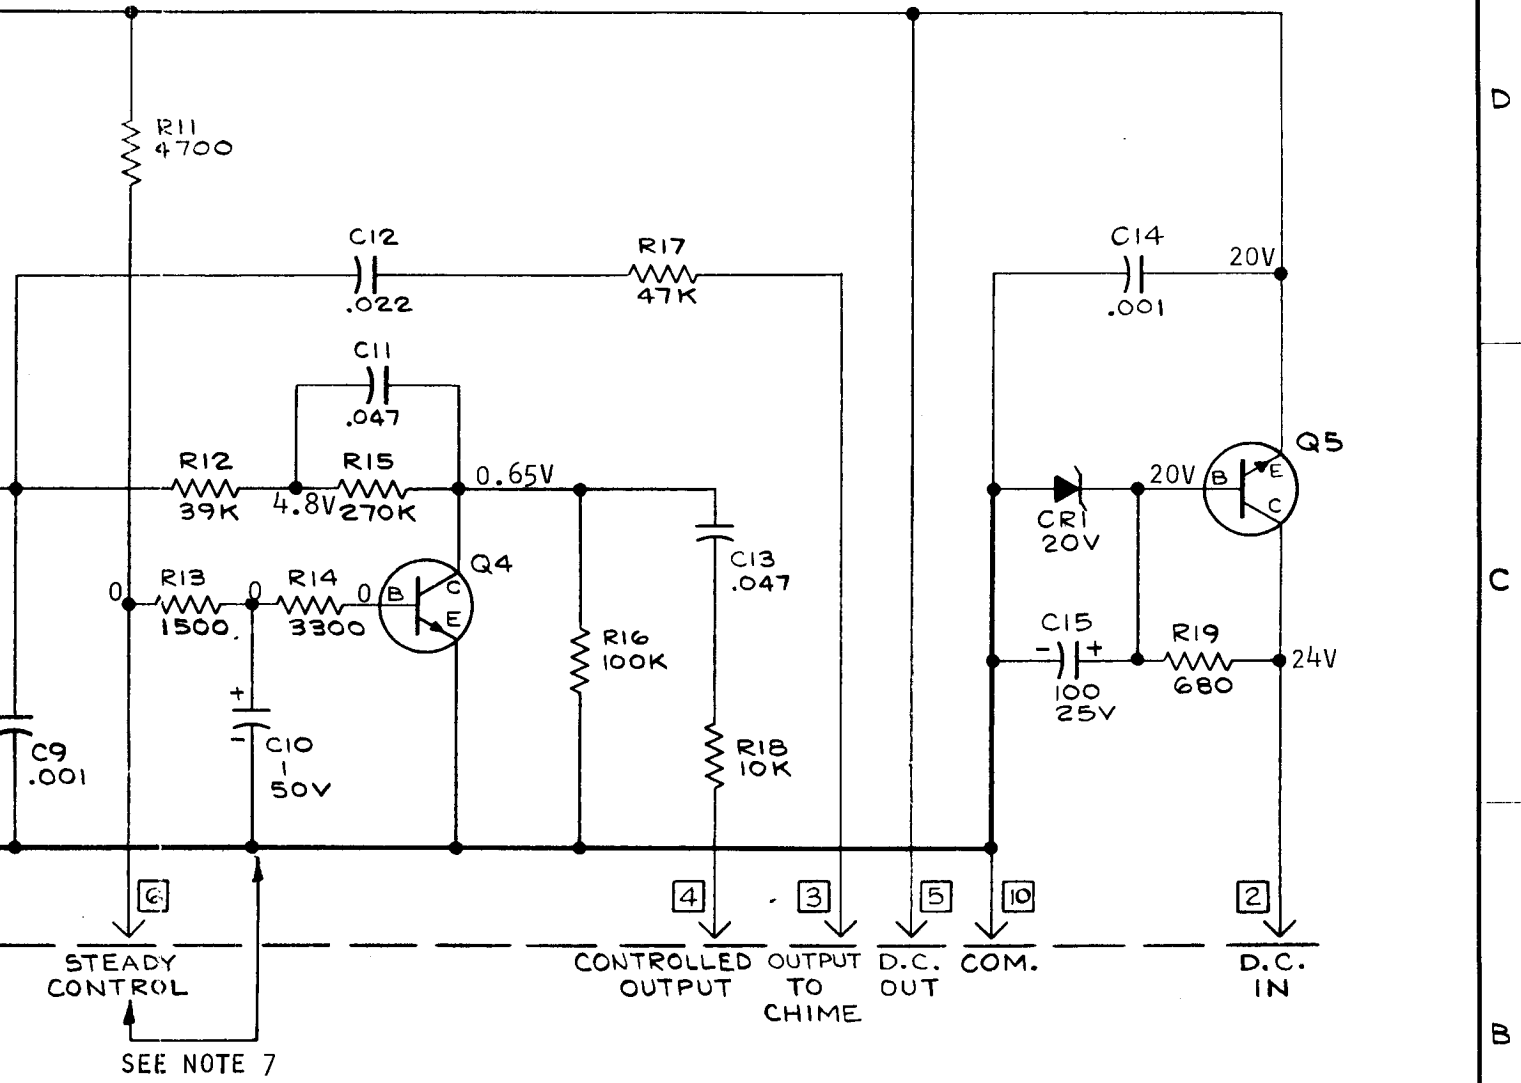 D
R11
4700
C12
.022
R17
47K
C14
.001
20V
C11
.047
R12
39K
4.8V
R15
270K
0.65V
Q5
20V
B
E
C
CR1
20V
0
R13
1500
0
R14
3300
0
B
C
E
Q4
C13
.047
C
R16
100K
C15
- +
100
25V
R19
680
24V
+
-
C10
1
50V
C9
.001
R18
10K
6
4
3
5
10
2
STEADY
CONTROL
CONTROLLED
OUTPUT
OUTPUT
TO
CHIME
D.C.
OUT
COM.
D.C.
IN
SEE NOTE 7
B